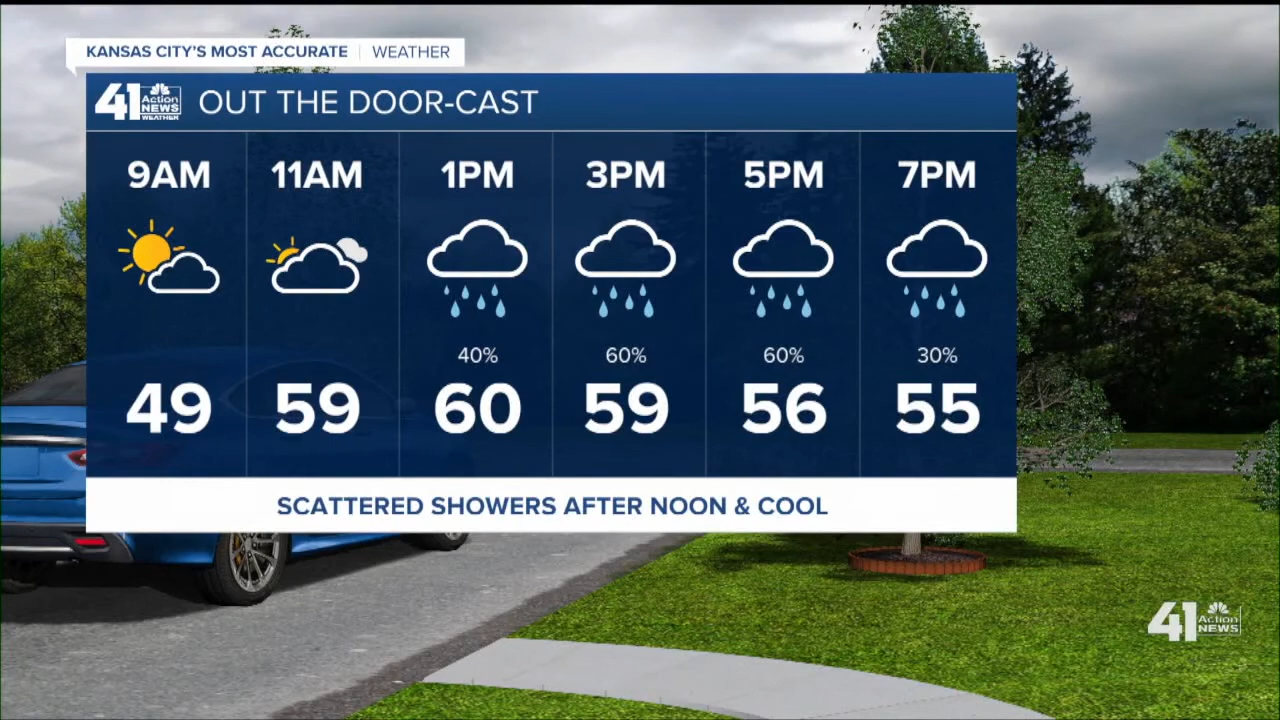 KANSAS CITY'S MOST ACCURATE | WEATHER
41 Action NEWS WEATHER OUT THE DOOR-CAST
9AM 11AM 1PM 3PM 5PM 7PM
40% 60% 60% 30%
49 59 60 59 56 55
SCATTERED SHOWERS AFTER NOON & COOL
41 Action NEWS